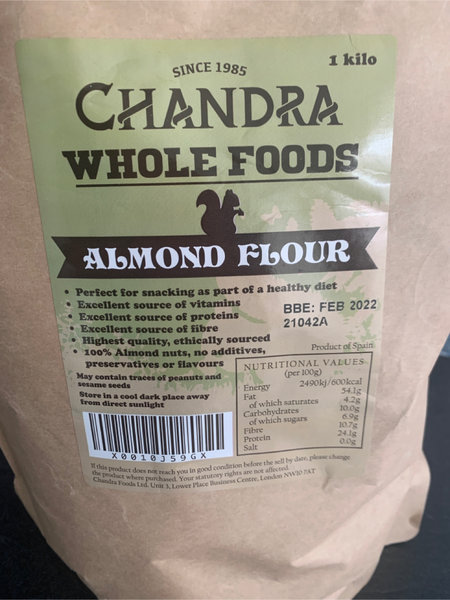 SINCE 1985
1 kilo
CHANDRA
WHOLE FOODS
ALMOND FLOUR
• Perfect for snacking as part of a healthy diet
• Excellent source of vitamins
• Excellent source of proteins
• Excellent source of fibre
• Highest quality, ethically sourced
• 100% Almond nuts, no additives,
preservatives or flavours
BBE: FEB 2022
21042A
Product of Spain
May contain traces of peanuts and
sesame seeds
Store in a cool dark place away
from direct sunlight
NUTRITIONAL VALUES
(per 100g)
Energy 2490kj/600kcal
Fat 54.1g
of which saturates 4.2g
Carbohydrates 10.0g
of which sugars 6.9g
Fibre 10.7g
Protein 24.1g
Salt 0.0g
X0010J59GX
If this product does not reach you in good condition before the sell by date, please change
the product where purchased. Your statutory rights are not affected.
Chandra Foods Ltd. Unit 3, Lower Place Business Centre, London NW10 7AT